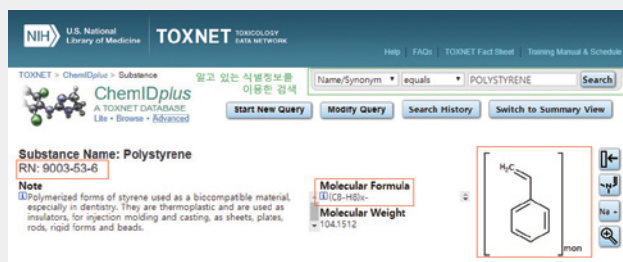 NIH U.S. National Library of Medicine TOXNET TOXICOLOGY DATA NETWORK
Help | FAQs | TOXNET Fact Sheet | Training Manual & Schedule
TOXNET > ChemIDplus > Substance
알고 있는 식별정보를
이용한 검색
Name/Synonym equals POLYSTYRENE Search
ChemIDplus
A TOXNET DATABASE
Lite • Browse • Advanced
Start New Query Modify Query Search History Switch to Summary View
Substance Name: Polystyrene
RN: 9003-53-6
Note
Polymerized forms of styrene used as a biocompatible material,
especially in dentistry. They are thermoplastic and are used as
insulators, for injection molding and casting, as sheets, plates,
rods, rigid forms and beads.
Molecular Formula
(C8-H8)x-
Molecular Weight
104.1512
H₂C
mon
Na +